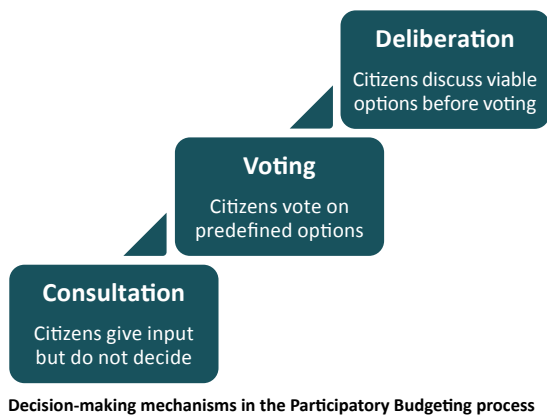 Deliberation
Citizens discuss viable
options before voting
Voting
Citizens vote on
predefined options
Consultation
Citizens give input
but do not decide
Decision-making mechanisms in the Participatory Budgeting process